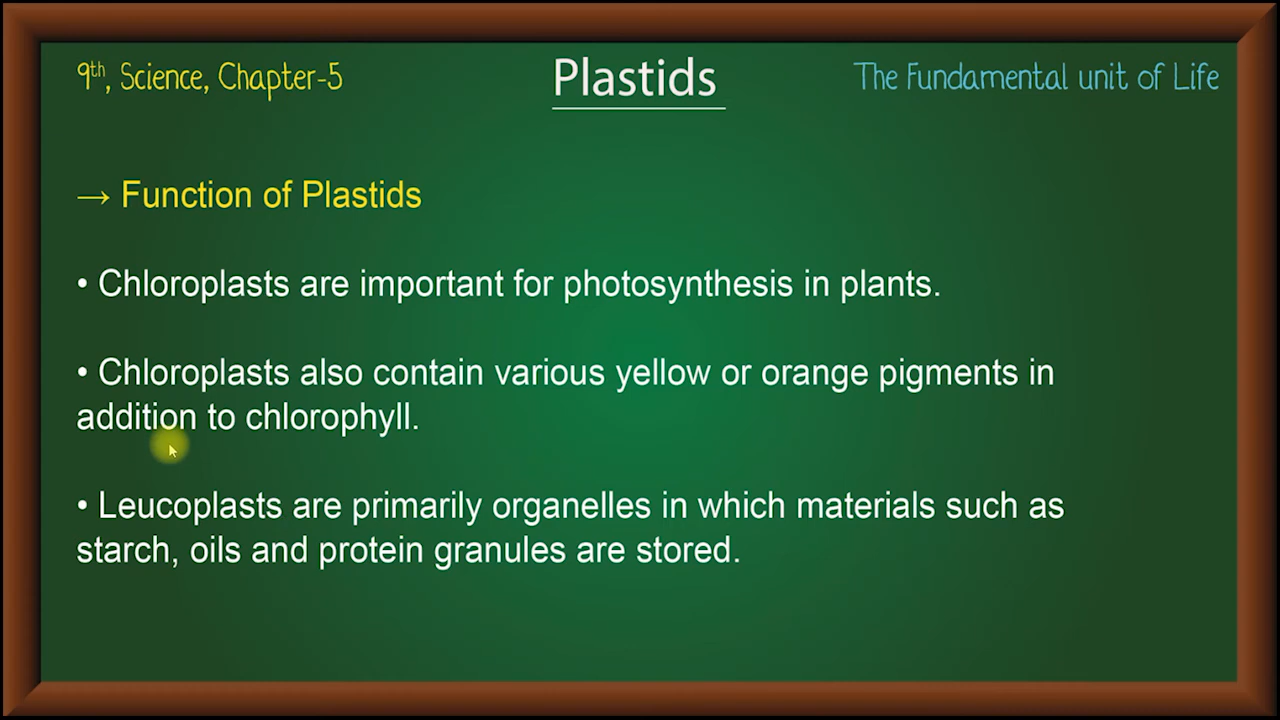 9th, Science, Chapter-5
Plastids
The Fundamental unit of Life
→ Function of Plastids
• Chloroplasts are important for photosynthesis in plants.
• Chloroplasts also contain various yellow or orange pigments in
addition to chlorophyll.
• Leucoplasts are primarily organelles in which materials such as
starch, oils and protein granules are stored.